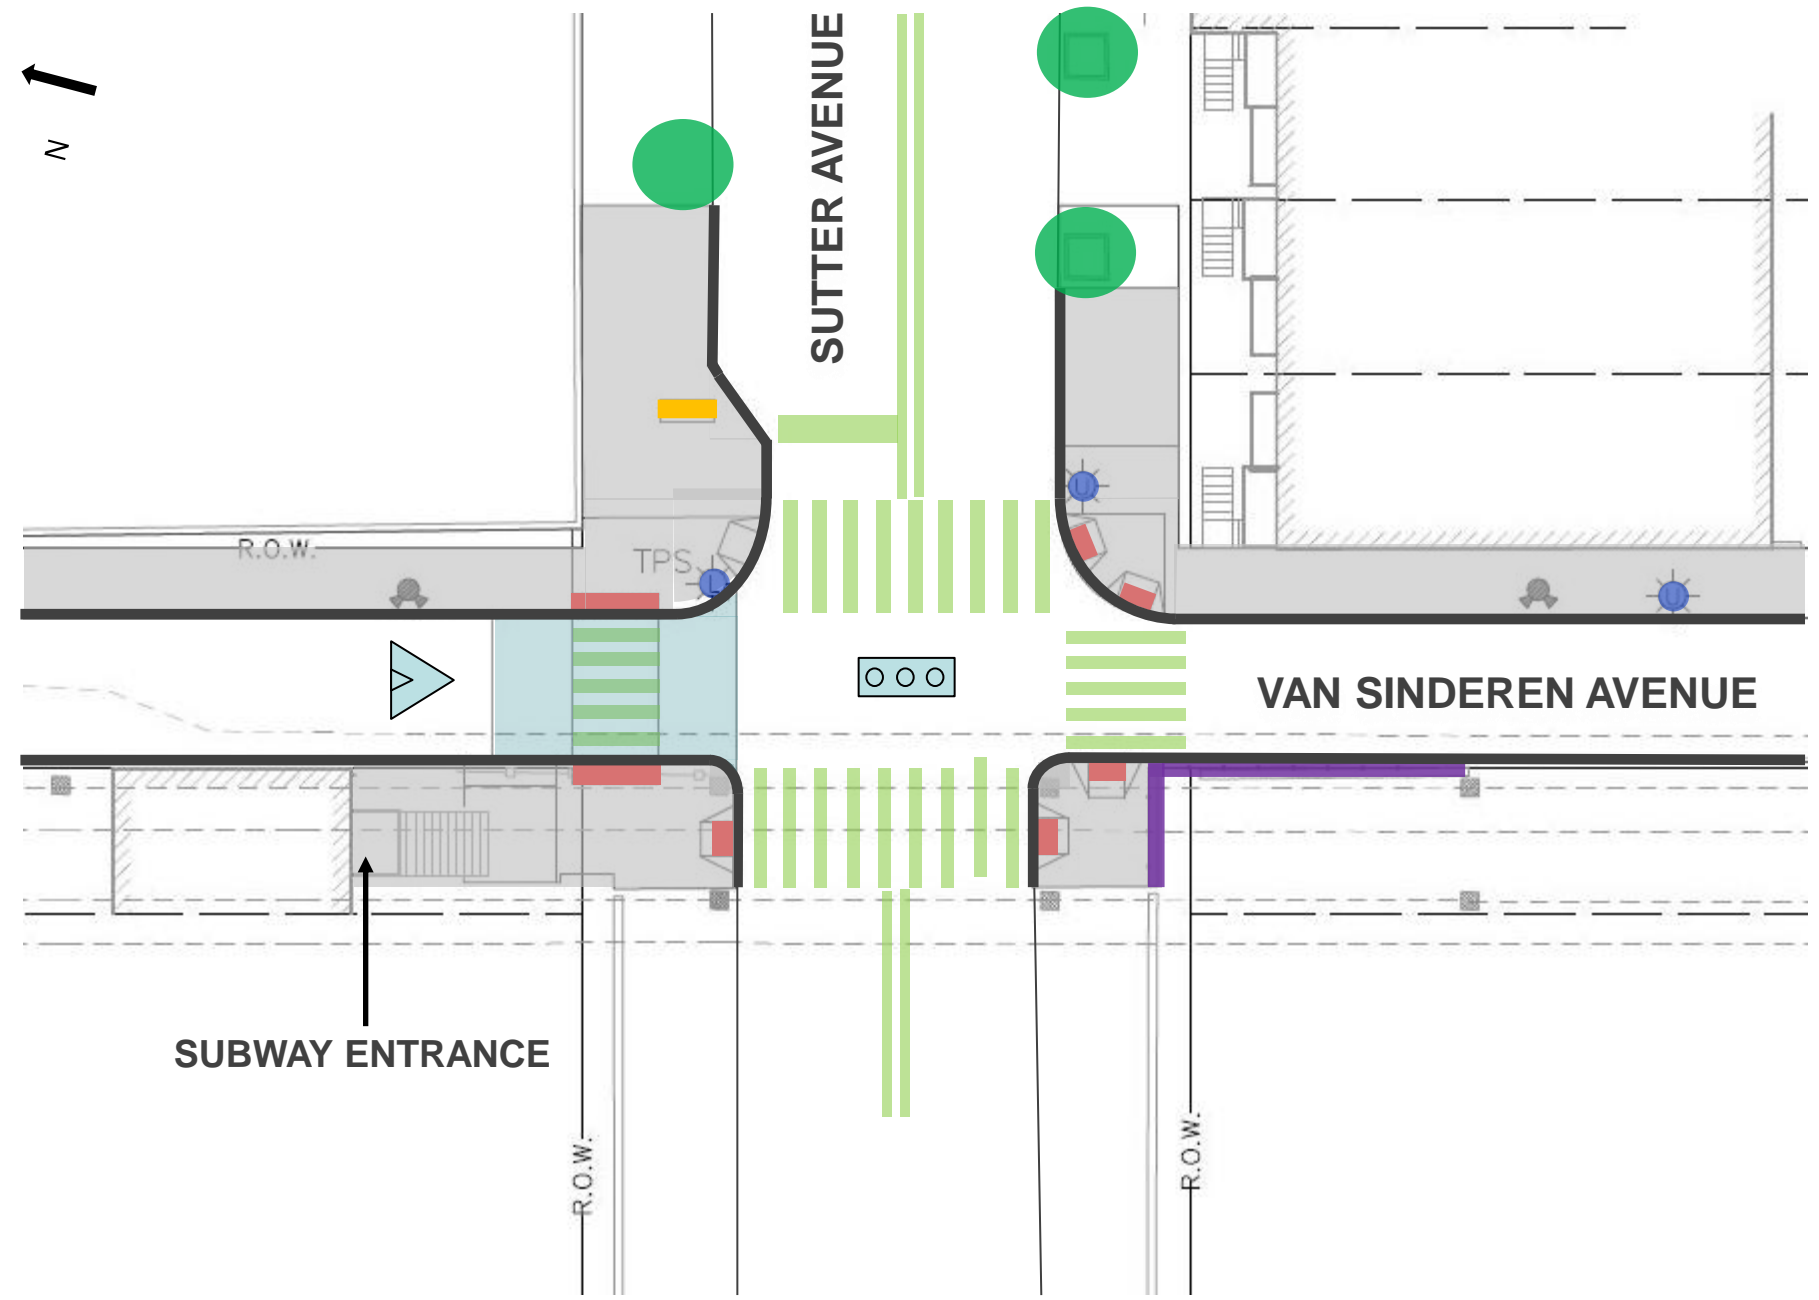 N
SUTTER AVENUE
U
R.O.W.
TPS
L
U
VAN SINDEREN AVENUE
SUBWAY ENTRANCE
R.O.W.
R.O.W.